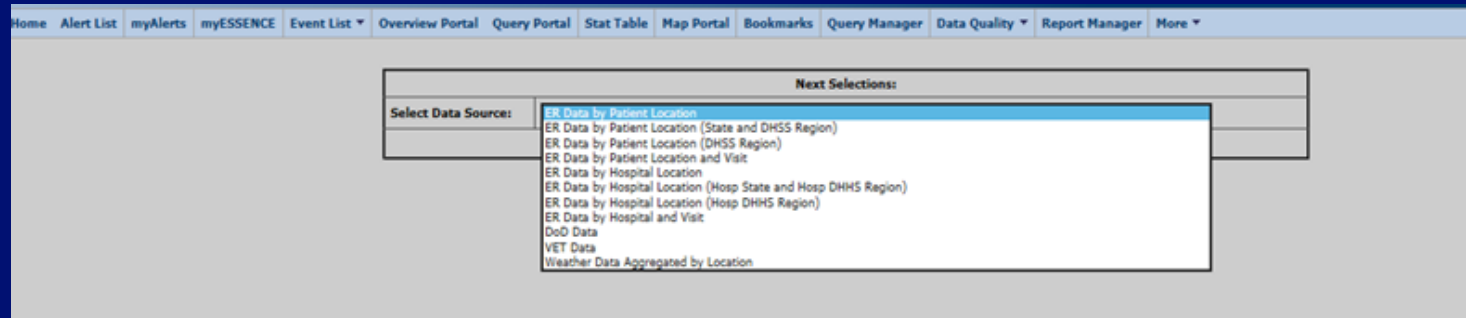 Home Alert List myAlerts myESSENCE Event List Overview Portal Query Portal Stat Table Map Portal Bookmarks Query Manager Data Quality Report Manager More
Next Selections:
Select Data Source:
ER Data by Patient Location
ER Data by Patient Location (State and DHSS Region)
ER Data by Patient Location (DHSS Region)
ER Data by Patient Location and Visit
ER Data by Hospital Location
ER Data by Hospital Location (Hosp State and Hosp DHHS Region)
ER Data by Hospital Location (Hosp DHHS Region)
ER Data by Hospital and Visit
DoD Data
VET Data
Weather Data Aggregated by Location